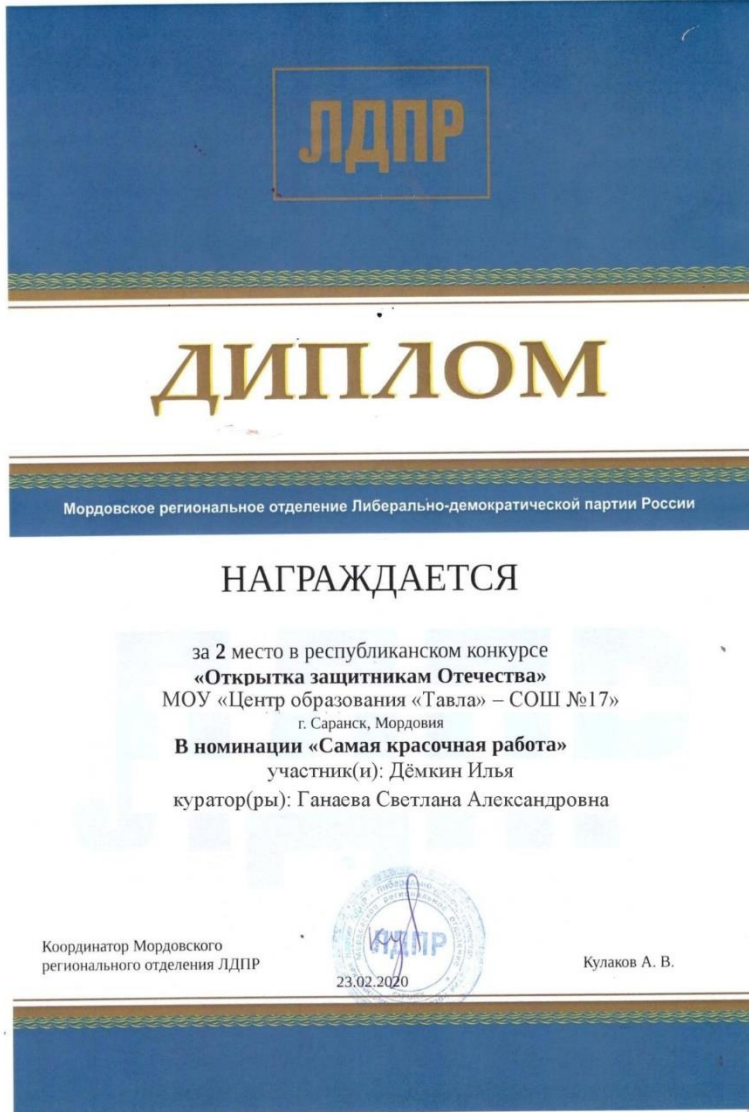 ЛДПР
ДИПЛОМ
Мордовское региональное отделение Либерально-демократической партии России
НАГРАЖДАЕТСЯ
за 2 место в республиканском конкурсе
«Открытка защитникам Отечества»
МОУ «Центр образования «Тавла» – СОШ №17»
г. Саранск, Мордовия
В номинации «Самая красочная работа»
участник(и): Дёмкин Илья
куратор(ры): Ганаева Светлана Александровна
Координатор Мордовского
регионального отделения ЛДПР
ЛДПР
23.02.2020
Кулаков А. В.